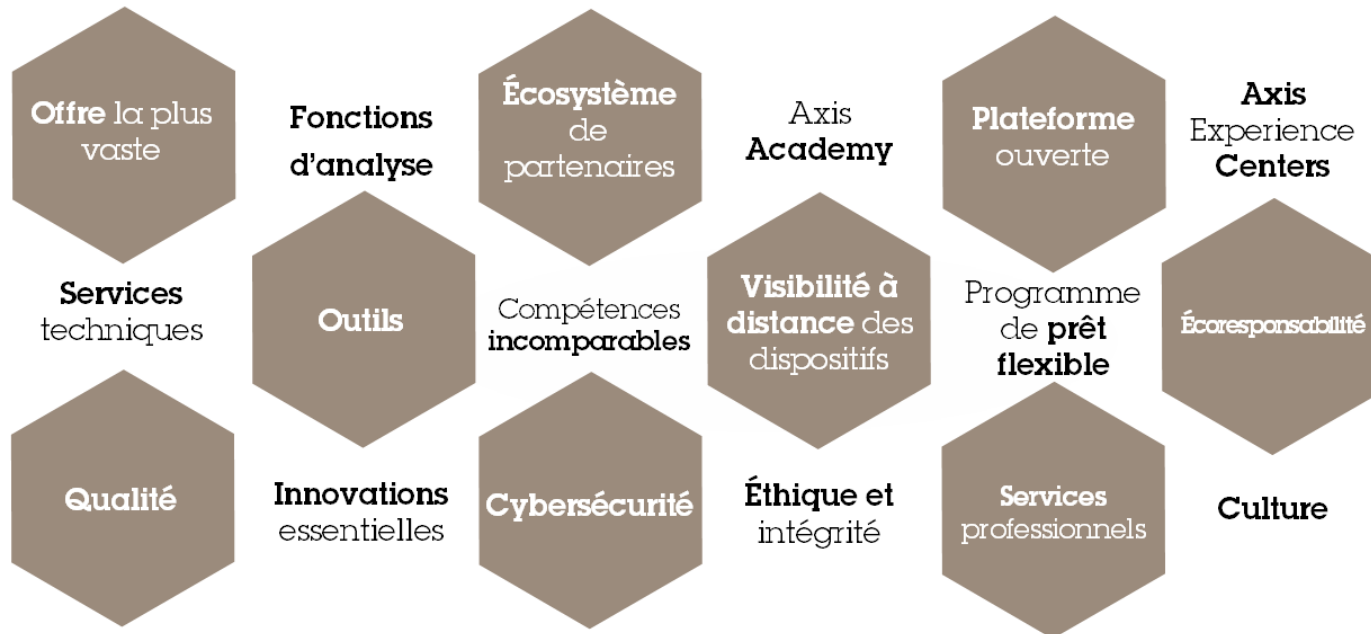 Offre la plus
vaste
Fonctions
d'analyse
Écosystème
de
partenaires
Axis
Academy
Plateforme
ouverte
Axis
Experience
Centers
Services
techniques
Outils
Compétences
incomparables
Visibilité à
distance des
dispositifs
Programme
de prêt
flexible
Écoresponsabilité
Qualité
Innovations
essentielles
Cybersécurité
Éthique et
intégrité
Services
professionnels
Culture